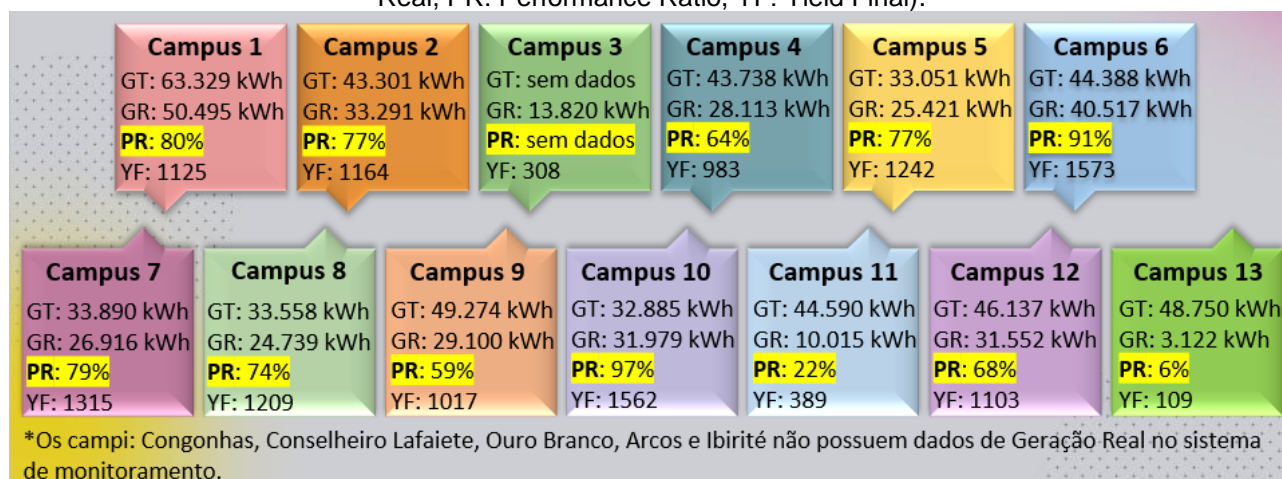 Real, PR: Performance Ratio, YF: Yield Final).
Campus 1
GT: 63.329 kWh
GR: 50.495 kWh
PR: 80%
YF: 1125
Campus 2
GT: 43.301 kWh
GR: 33.291 kWh
PR: 77%
YF: 1164
Campus 3
GT: sem dados
GR: 13.820 kWh
PR: sem dados
YF: 308
Campus 4
GT: 43.738 kWh
GR: 28.113 kWh
PR: 64%
YF: 983
Campus 5
GT: 33.051 kWh
GR: 25.421 kWh
PR: 77%
YF: 1242
Campus 6
GT: 44.388 kWh
GR: 40.517 kWh
PR: 91%
YF: 1573
Campus 7
GT: 33.890 kWh
GR: 26.916 kWh
PR: 79%
YF: 1315
Campus 8
GT: 33.558 kWh
GR: 24.739 kWh
PR: 74%
YF: 1209
Campus 9
GT: 49.274 kWh
GR: 29.100 kWh
PR: 59%
YF: 1017
Campus 10
GT: 32.885 kWh
GR: 31.979 kWh
PR: 97%
YF: 1562
Campus 11
GT: 44.590 kWh
GR: 10.015 kWh
PR: 22%
YF: 389
Campus 12
GT: 46.137 kWh
GR: 31.552 kWh
PR: 68%
YF: 1103
Campus 13
GT: 48.750 kWh
GR: 3.122 kWh
PR: 6%
YF: 109
*Os campi: Congonhas, Conselheiro Lafaiete, Ouro Branco, Arcos e Ibirité não possuem dados de Geração Real no sistema
de monitoramento.